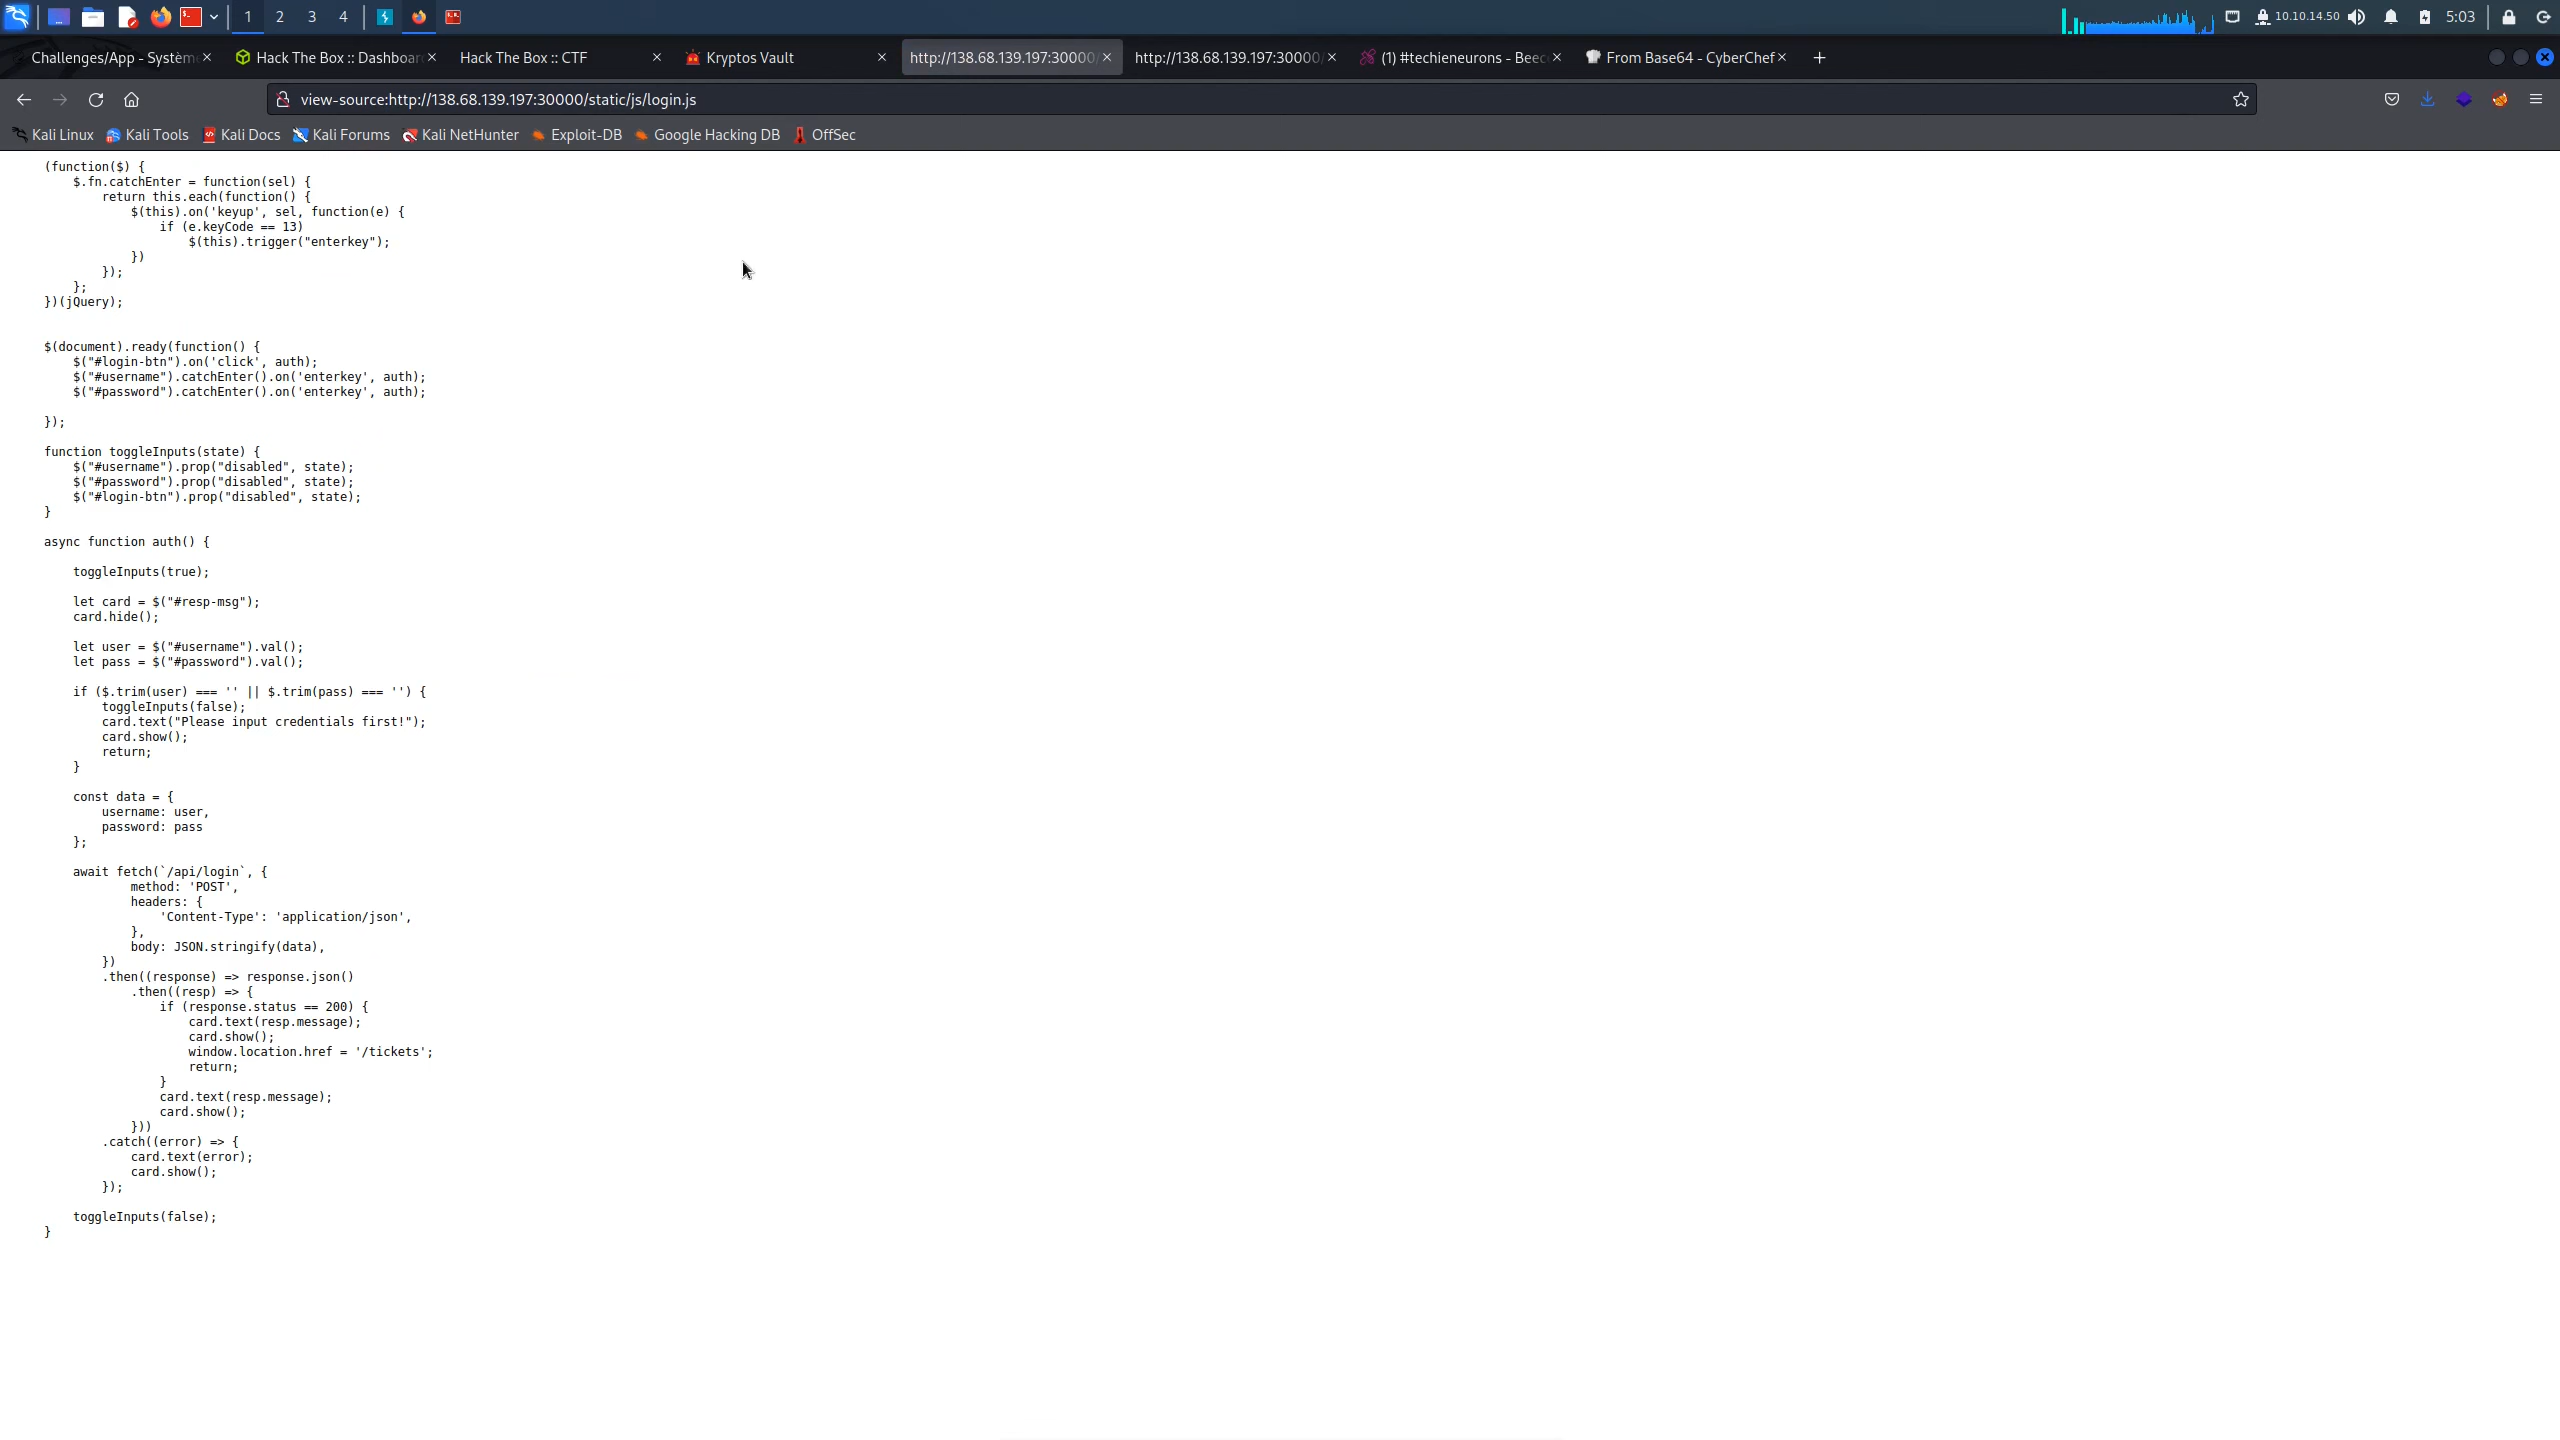 1 2 3 4 10.10.14.50 5:03
Challenges/App - Systèm Hack The Box :: Dashboar Hack The Box :: CTF Kryptos Vault http://138.68.139.197:30000/ http://138.68.139.197:30000/ (1) #techieneurons - Beec From Base64 - CyberChef
view-source:http://138.68.139.197:30000/static/js/login.js
Kali Linux Kali Tools Kali Docs Kali Forums Kali NetHunter Exploit-DB Google Hacking DB OffSec
(function($) {
    $.fn.catchEnter = function(sel) {
        return this.each(function() {
            $(this).on('keyup', sel, function(e) {
                if (e.keyCode == 13)
                    $(this).trigger("enterkey");
            })
        });
    };
})(jQuery);
$(document).ready(function() {
    $("#login-btn").on('click', auth);
    $("#username").catchEnter().on('enterkey', auth);
    $("#password").catchEnter().on('enterkey', auth);
});
function toggleInputs(state) {
    $("#username").prop("disabled", state);
    $("#password").prop("disabled", state);
    $("#login-btn").prop("disabled", state);
}
async function auth() {
    toggleInputs(true);
    let card = $("#resp-msg");
    card.hide();
    let user = $("#username").val();
    let pass = $("#password").val();
    if ($.trim(user) === '' || $.trim(pass) === '') {
        toggleInputs(false);
        card.text("Please input credentials first!");
        card.show();
        return;
    }
    const data = {
        username: user,
        password: pass
    };
    await fetch(`/api/login`, {
            method: 'POST',
            headers: {
                'Content-Type': 'application/json',
            },
            body: JSON.stringify(data),
        })
        .then((response) => response.json()
            .then((resp) => {
                if (response.status == 200) {
                    card.text(resp.message);
                    card.show();
                    window.location.href = '/tickets';
                    return;
                }
                card.text(resp.message);
                card.show();
            }))
        .catch((error) => {
            card.text(error);
            card.show();
        });
    toggleInputs(false);
}